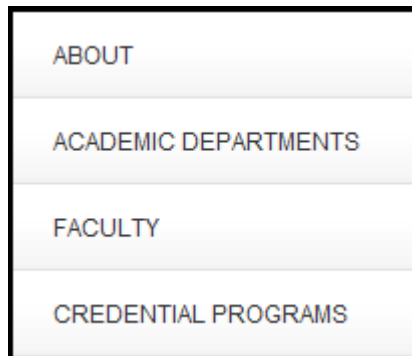 ABOUT
ACADEMIC DEPARTMENTS
FACULTY
CREDENTIAL PROGRAMS